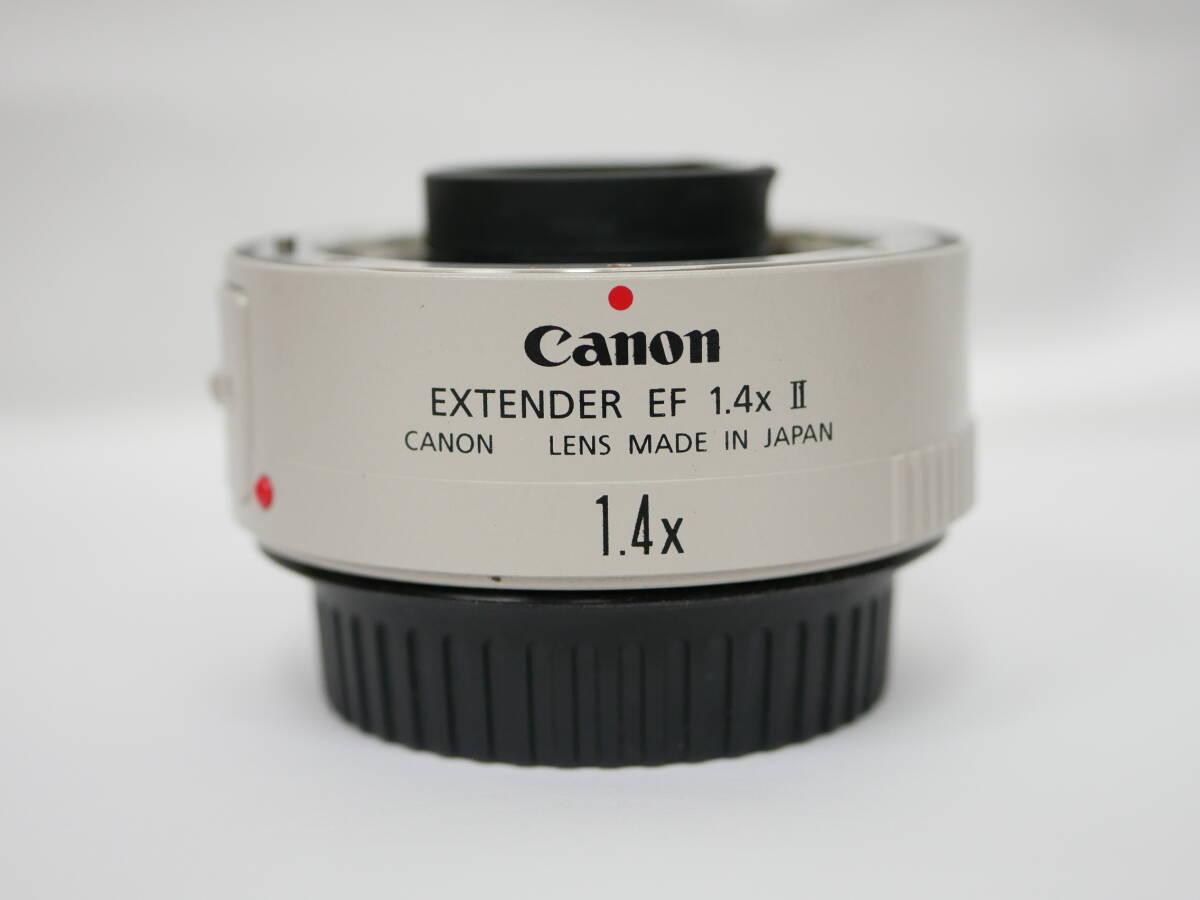 Canon
EXTENDER EF 1.4x II
CANON LENS MADE IN JAPAN
1.4x